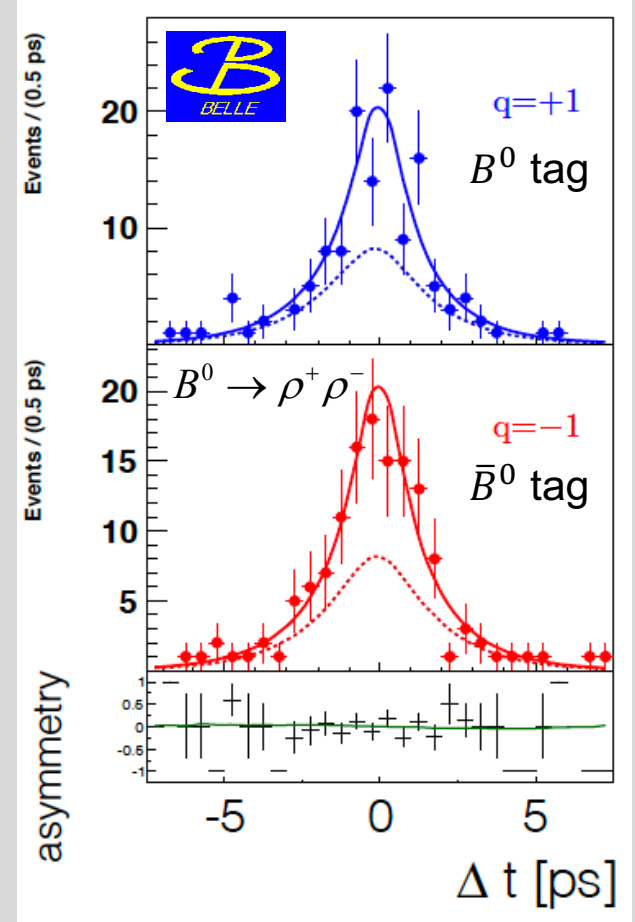 Events / (0.5 ps)
20
10
B
BELLE
q=+1
B⁰ tag
Events / (0.5 ps)
20
15
10
5
B⁰ → ρ⁺ρ⁻
q=−1
B̄⁰ tag
asymmetry
1
0.5
0
-0.5
-1
-5 0 5
Δ t [ps]